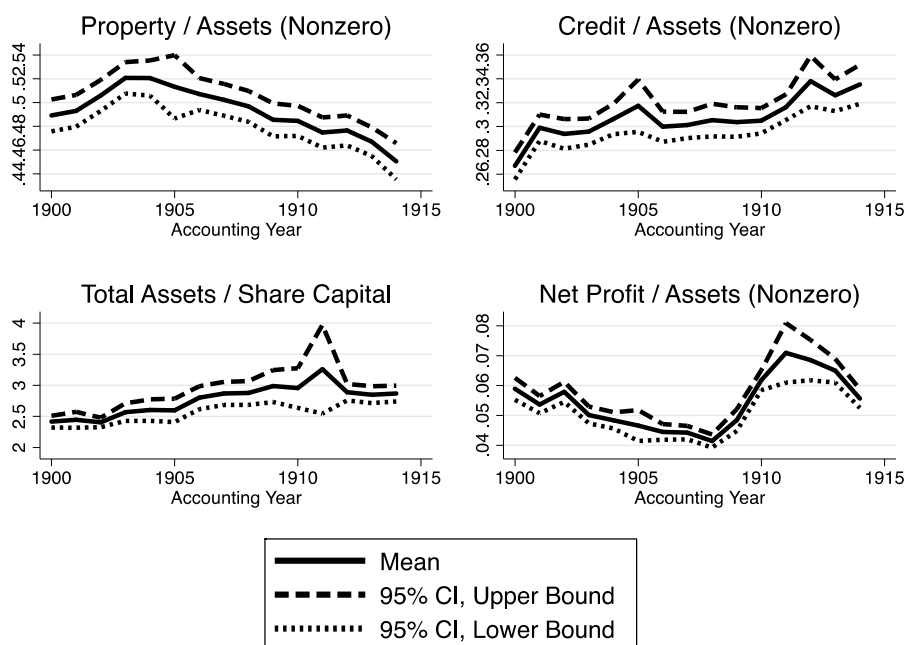 Property / Assets (Nonzero)
.44 .46 .48 .5 .52 .54
1900 1905 1910 1915
Accounting Year
Credit / Assets (Nonzero)
.26 .28 .3 .32 .34 .36
1900 1905 1910 1915
Accounting Year
Total Assets / Share Capital
2 2.5 3 3.5 4
1900 1905 1910 1915
Accounting Year
Net Profit / Assets (Nonzero)
.04 .05 .06 .07 .08
1900 1905 1910 1915
Accounting Year
Mean
95% CI, Upper Bound
95% CI, Lower Bound